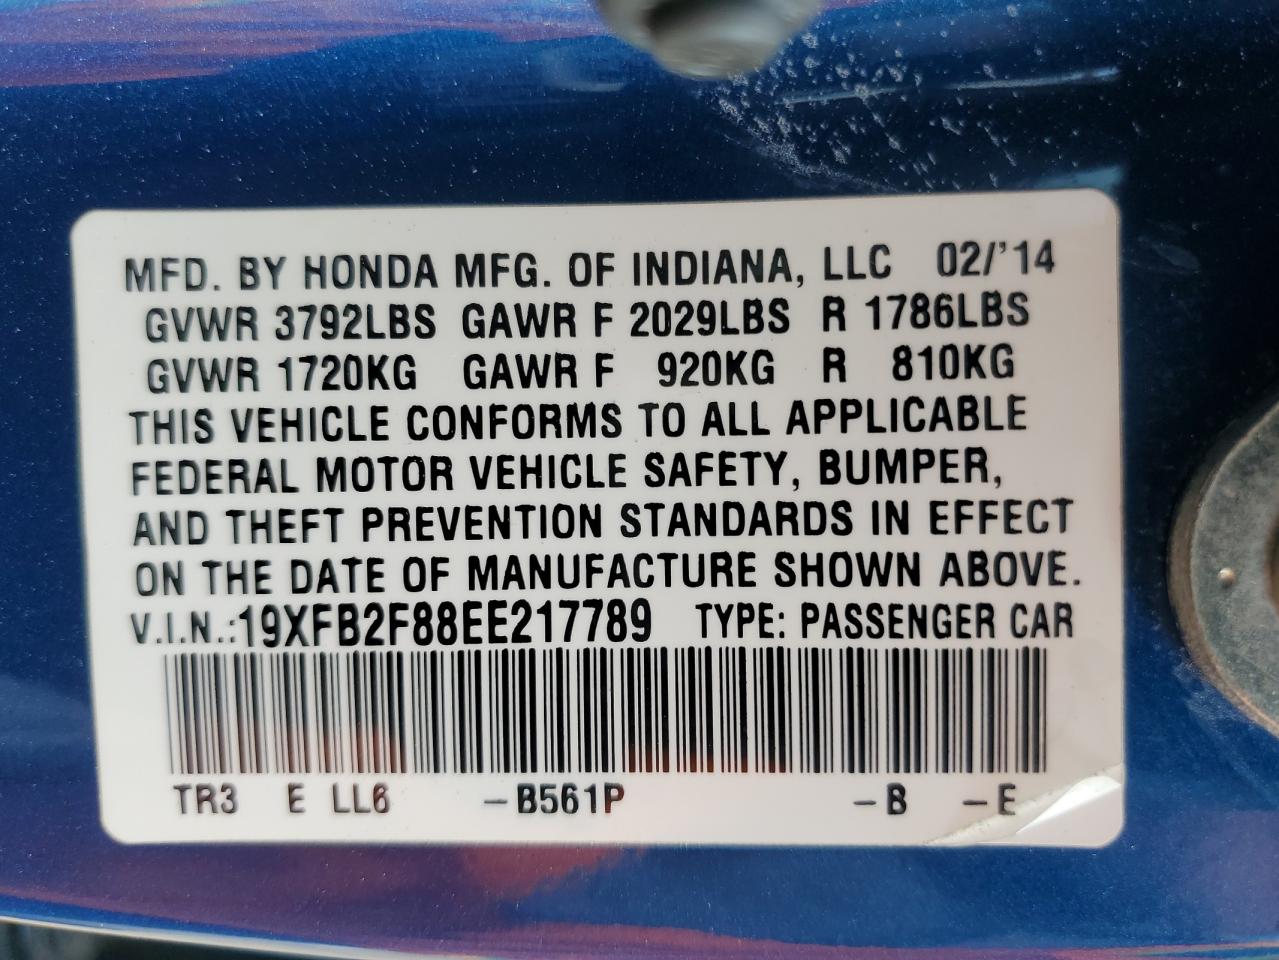 MFD. BY HONDA MFG. OF INDIANA, LLC 02/'14
GVWR 3792LBS GAWR F 2029LBS R 1786LBS
GVWR 1720KG GAWR F 920KG R 810KG
THIS VEHICLE CONFORMS TO ALL APPLICABLE
FEDERAL MOTOR VEHICLE SAFETY, BUMPER,
AND THEFT PREVENTION STANDARDS IN EFFECT
ON THE DATE OF MANUFACTURE SHOWN ABOVE.
V.I.N.:19XFB2F88EE217789 TYPE: PASSENGER CAR
TR3 E LL6 -B561P -B -E